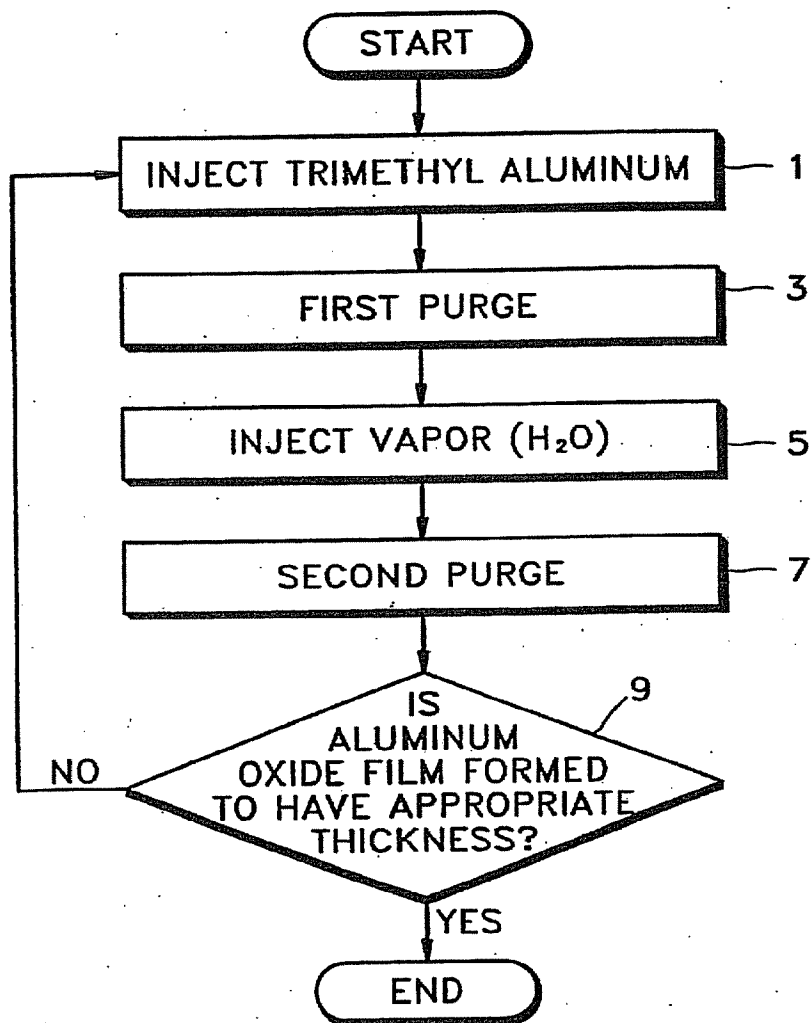 START
INJECT TRIMETHYL ALUMINUM
1
FIRST PURGE
3
INJECT VAPOR (H₂O)
5
SECOND PURGE
7
9
IS
ALUMINUM
OXIDE FILM FORMED
TO HAVE APPROPRIATE
THICKNESS?
NO
YES
END